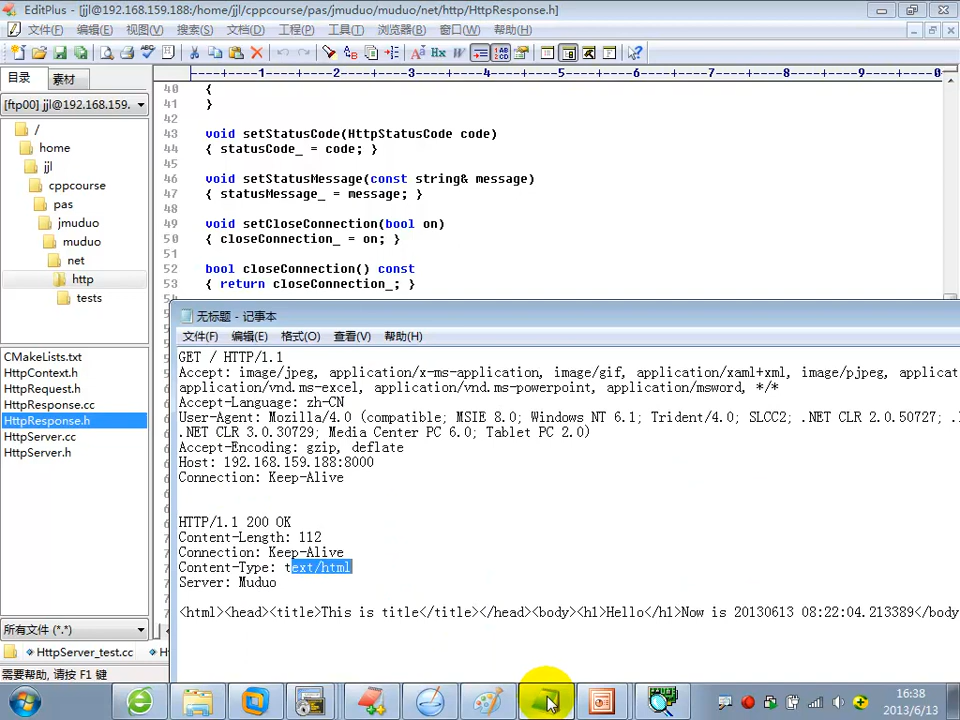 EditPlus - [ftp://192.168.159.188:/home/jjl/cppcourse/pas/jmuduo/muduo/net/http/HttpResponse.h]
文件(F) 编辑(E) 视图(V) 搜索(S) 文档(D) 工程(P) 工具(T) 浏览器(B) 窗口(W) 帮助(H)
目录 素材
----+----1----+----2----+----3----+----4----+----5----+----6----+----7----+----8----+----9----+----0
[ftp00] jjl@192.168.159.
/
home
jjl
cppcourse
pas
jmuduo
muduo
net
http
tests
CMakeLists.txt
HttpContext.h
HttpRequest.h
HttpResponse.cc
HttpResponse.h
HttpServer.cc
HttpServer.h
所有文件 (*.*)
HttpServer_test.cc
需要帮助, 请按 F1 键
40 {
41 }
42
43 void setStatusCode(HttpStatusCode code)
44 { statusCode_ = code; }
45
46 void setStatusMessage(const string& message)
47 { statusMessage_ = message; }
48
49 void setCloseConnection(bool on)
50 { closeConnection_ = on; }
51
52 bool closeConnection() const
53 { return closeConnection_; }
无标题 - 记事本
文件(F) 编辑(E) 格式(O) 查看(V) 帮助(H)
GET / HTTP/1.1
Accept: image/jpeg, application/x-ms-application, image/gif, application/xaml+xml, image/pjpeg, applicat
application/vnd.ms-excel, application/vnd.ms-powerpoint, application/msword, */*
Accept-Language: zh-CN
User-Agent: Mozilla/4.0 (compatible; MSIE 8.0; Windows NT 6.1; Trident/4.0; SLCC2; .NET CLR 2.0.50727; .
.NET CLR 3.0.30729; Media Center PC 6.0; Tablet PC 2.0)
Accept-Encoding: gzip, deflate
Host: 192.168.159.188:8000
Connection: Keep-Alive
HTTP/1.1 200 OK
Content-Length: 112
Connection: Keep-Alive
Content-Type: text/html
Server: Muduo
<html><head><title>This is title</title></head><body><h1>Hello</h1>Now is 20130613 08:22:04.213389</body
16:38
2013/6/13